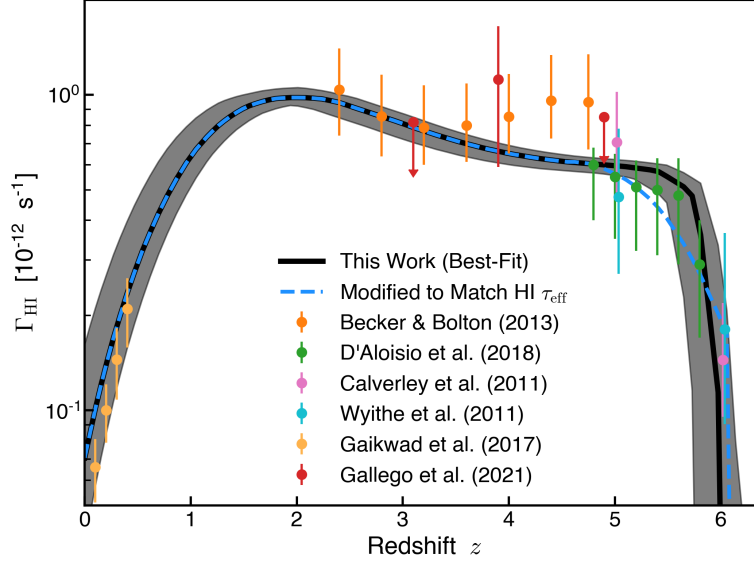 10⁰
10⁻¹
Γ_HI [10⁻¹² s⁻¹]
This Work (Best-Fit)
Modified to Match HI τ_eff
Becker & Bolton (2013)
D'Aloisio et al. (2018)
Calverley et al. (2011)
Wyithe et al. (2011)
Gaikwad et al. (2017)
Gallego et al. (2021)
0 1 2 3 4 5 6
Redshift z